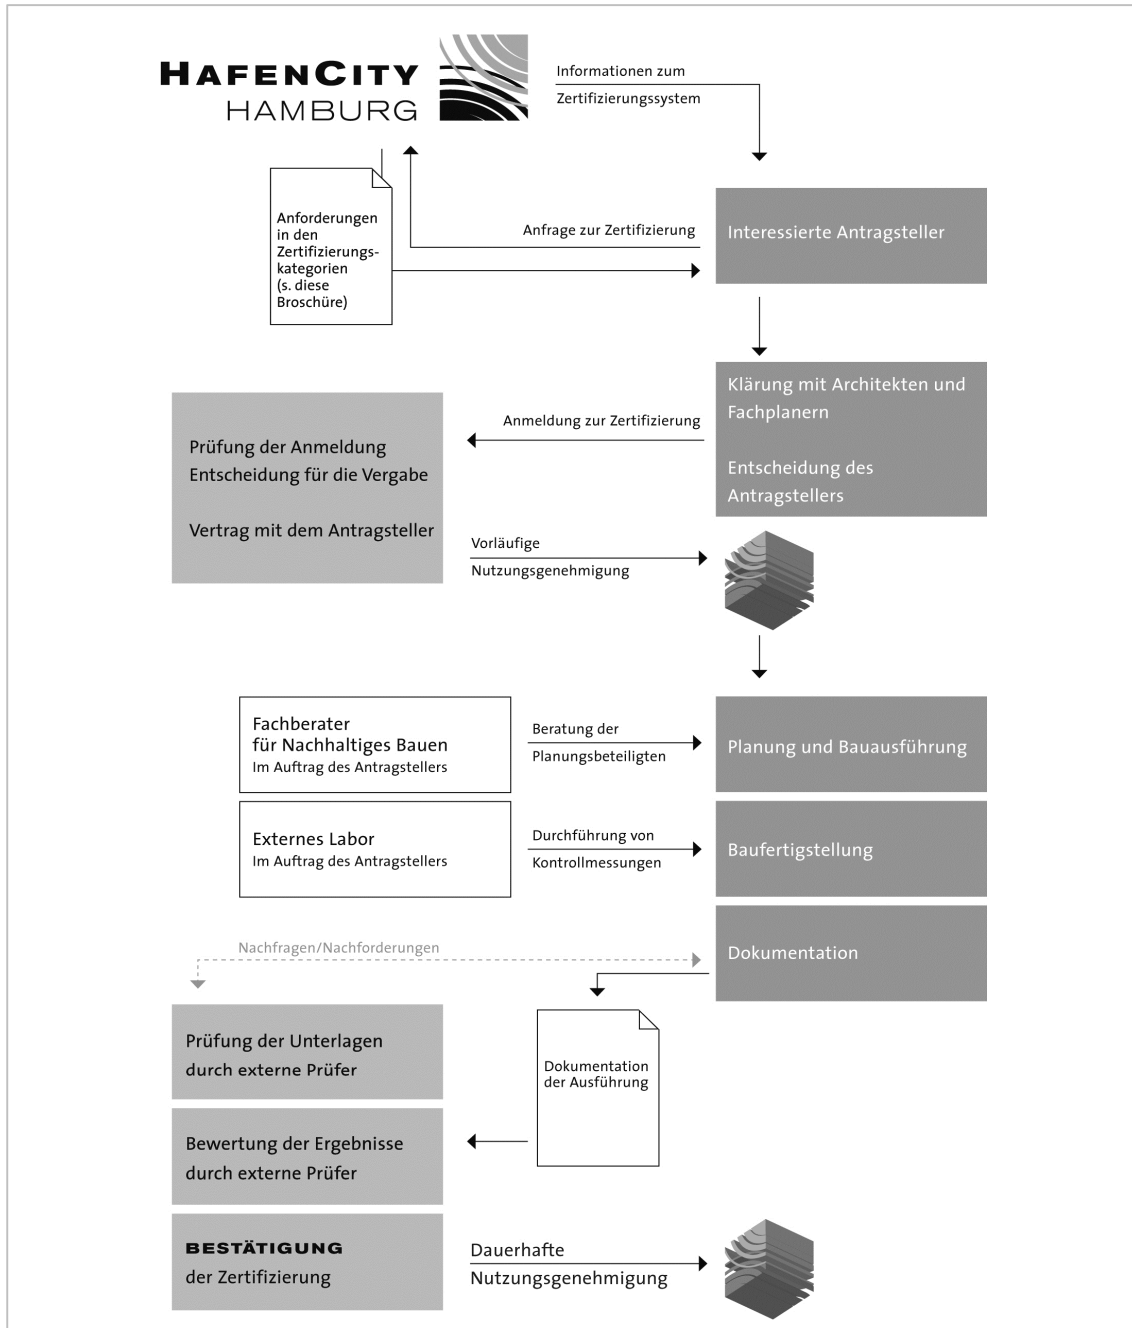 HAFENCITY
HAMBURG
Informationen zum
Zertifizierungssystem
Anforderungen
in den
Zertifizierungs-
kategorien
(s. diese
Broschüre)
Anfrage zur Zertifizierung
Interessierte Antragsteller
Klärung mit Architekten und
Fachplanern
Entscheidung des
Antragstellers
Anmeldung zur Zertifizierung
Prüfung der Anmeldung
Entscheidung für die Vergabe
Vertrag mit dem Antragsteller
Vorläufige
Nutzungsgenehmigung
Fachberater
für Nachhaltiges Bauen
Im Auftrag des Antragstellers
Beratung der
Planungsbeteiligten
Planung und Bauausführung
Externes Labor
Im Auftrag des Antragstellers
Durchführung von
Kontrollmessungen
Baufertigstellung
Nachfragen/Nachforderungen
Dokumentation
Dokumentation
der Ausführung
Prüfung der Unterlagen
durch externe Prüfer
Bewertung der Ergebnisse
durch externe Prüfer
BESTÄTIGUNG
der Zertifizierung
Dauerhafte
Nutzungsgenehmigung